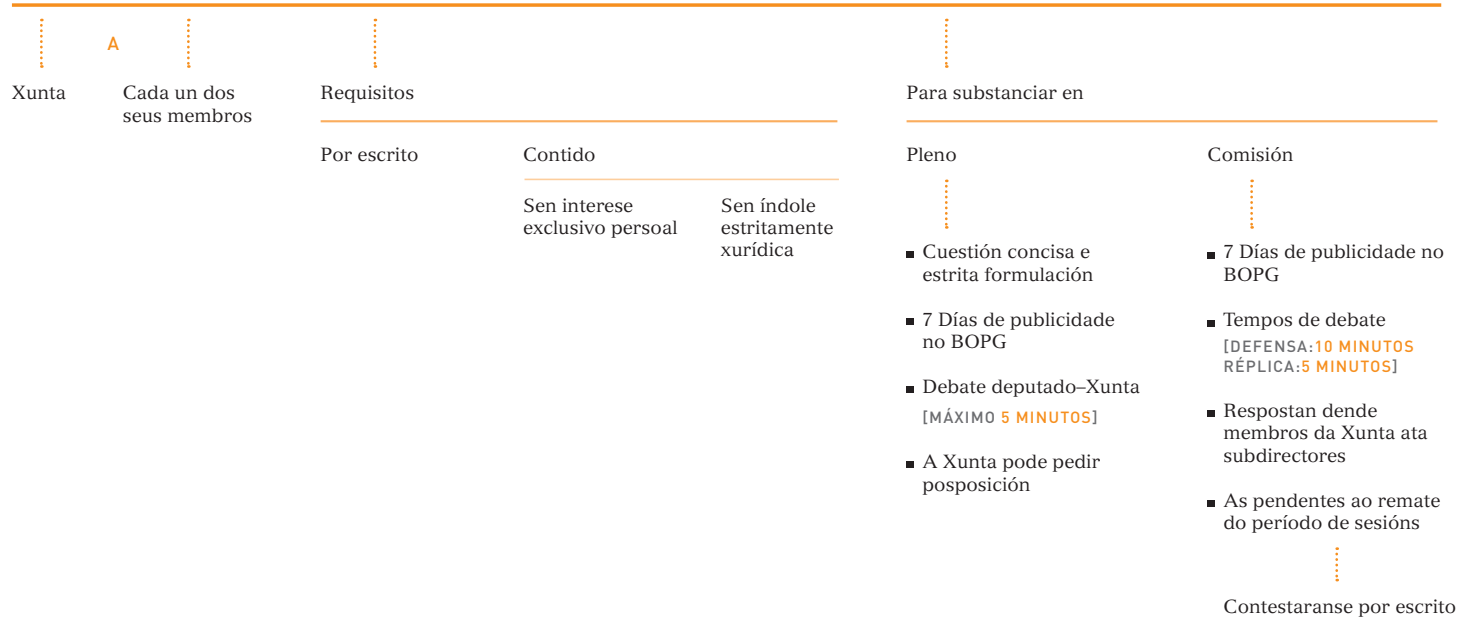 A
Xunta
Cada un dos
seus membros
Requisitos
Por escrito
Contido
Sen interese
exclusivo persoal
Sen índole
estritamente
xurídica
Para substanciar en
Pleno
■ Cuestión concisa e
estrita formulación
■ 7 Días de publicidade
no BOPG
■ Debate deputado–Xunta
[MÁXIMO 5 MINUTOS]
■ A Xunta pode pedir
posposición
Comisión
■ 7 Días de publicidade no
BOPG
■ Tempos de debate
[DEFENSA:10 MINUTOS
RÉPLICA:5 MINUTOS]
■ Respostan dende
membros da Xunta ata
subdirectores
■ As pendentes ao remate
do período de sesións
Contestaranse por escrito